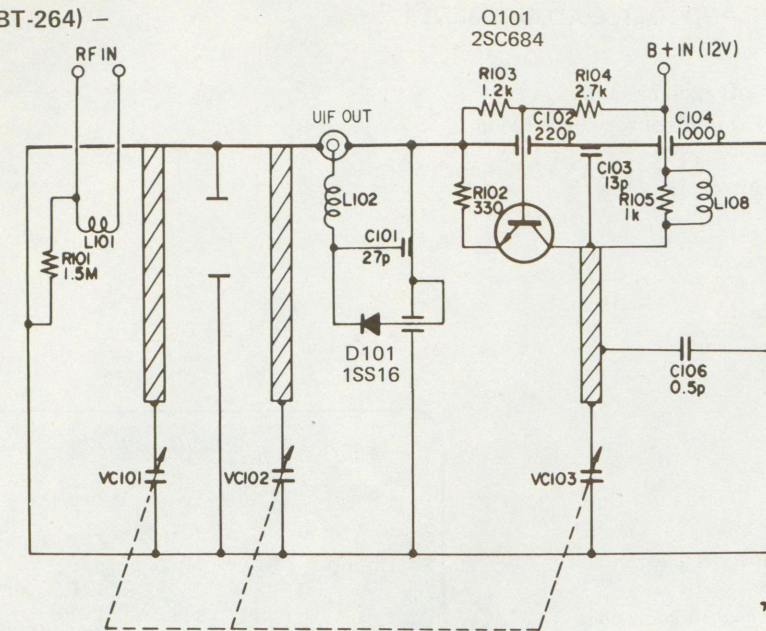 BT-264) —
Q101
2SC684
RF IN
B+IN (12V)
R103
1.2k
R104
2.7k
UIF OUT
C102
220p
C104
1000p
C103
13p
R102
330
R105
1k
L108
L102
C101
27p
L101
R101
1.5M
D101
1SS16
C106
0.5p
VC101
VC102
VC103